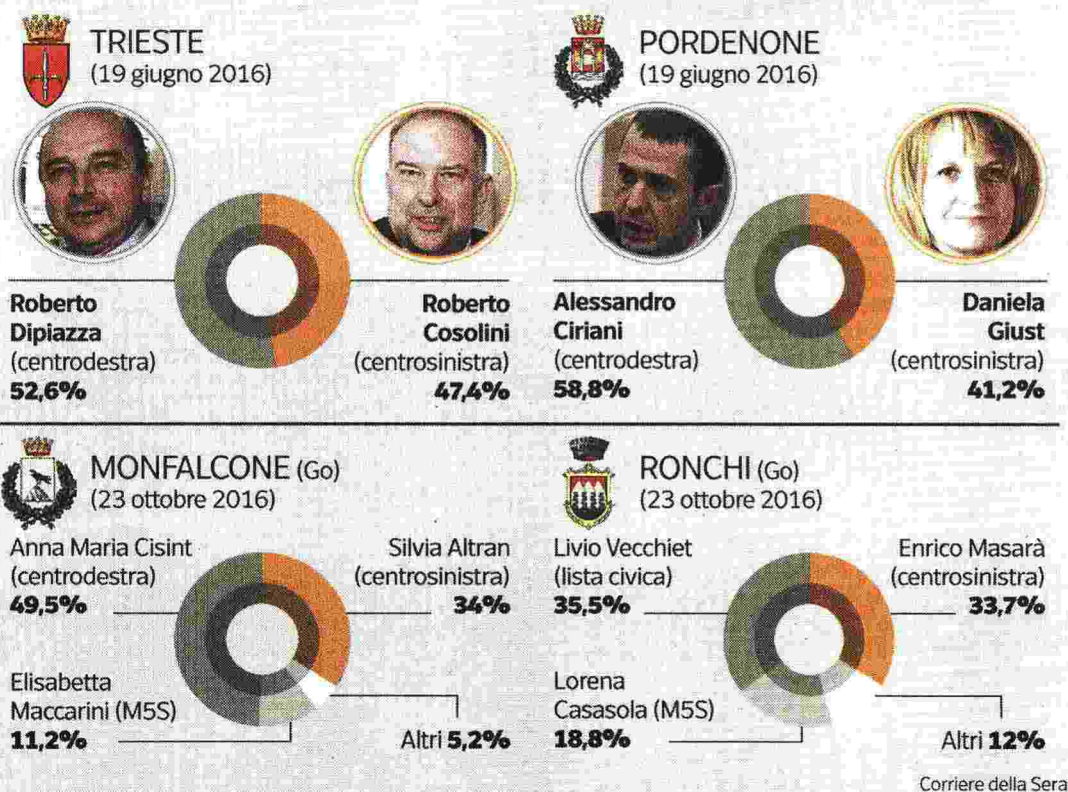 TRIESTE
(19 giugno 2016)
Roberto
Dipiazza
(centrodestra)
52,6%
Roberto
Cosolini
(centrosinistra)
47,4%
PORDENONE
(19 giugno 2016)
Alessandro
Ciriani
(centrodestra)
58,8%
Daniela
Giust
(centrosinistra)
41,2%
MONFALCONE (Go)
(23 ottobre 2016)
Anna Maria Cisint
(centrodestra)
49,5%
Silvia Altran
(centrosinistra)
34%
Elisabetta
Maccarini (M5S)
11,2%
Altri 5,2%
RONCHI (Go)
(23 ottobre 2016)
Livio Vecchiet
(lista civica)
35,5%
Enrico Masarà
(centrosinistra)
33,7%
Lorena
Casasola (M5S)
18,8%
Altri 12%
Corriere della Sera